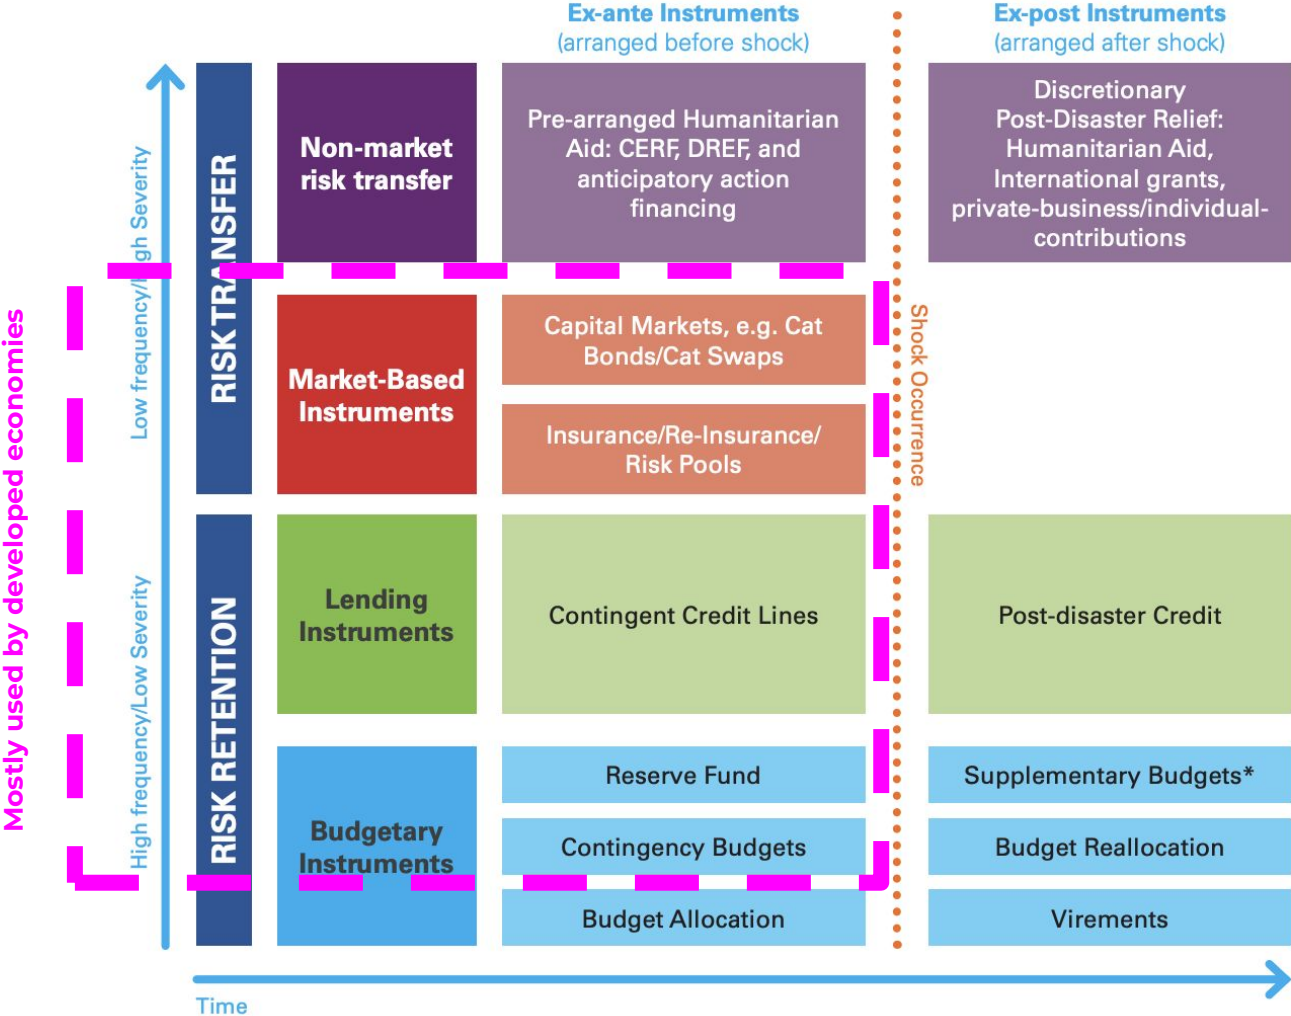 Ex-ante Instruments
(arranged before shock)
Ex-post Instruments
(arranged after shock)
Mostly used by developed economies
Low frequency/High Severity
High frequency/Low Severity
RISK TRANSFER
RISK RETENTION
Non-market
risk transfer
Pre-arranged Humanitarian
Aid: CERF, DREF, and
anticipatory action
financing
Discretionary
Post-Disaster Relief:
Humanitarian Aid,
International grants,
private-business/individual-
contributions
Market-Based
Instruments
Capital Markets, e.g. Cat
Bonds/Cat Swaps
Insurance/Re-Insurance/
Risk Pools
Shock Occurrence
Lending
Instruments
Contingent Credit Lines
Post-disaster Credit
Budgetary
Instruments
Reserve Fund
Contingency Budgets
Budget Allocation
Supplementary Budgets*
Budget Reallocation
Virements
Time